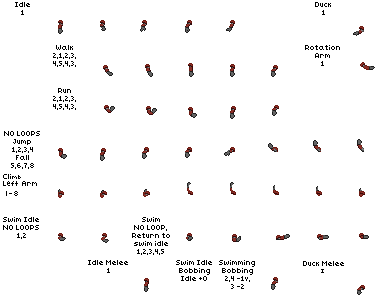 Idle
1
Duck
1
Walk
2,1,2,3,
4,5,4,3,
Rotation
Arm
1
Run
2,1,2,3,
4,5,4,3,
NO LOOPS
Jump
1,2,3,4
Fall
5,6,7,8
Climb
Left Arm
1-8
Swim Idle
NO LOOPS
1,2
Swim
NO LOOP,
Return to
swim idle
1,2,3,4,5
Swim Idle
Bobbing
Idle +0
Swimming
Bobbing
2,4 -1v,
3 -2
Idle Melee
1
Duck Melee
1